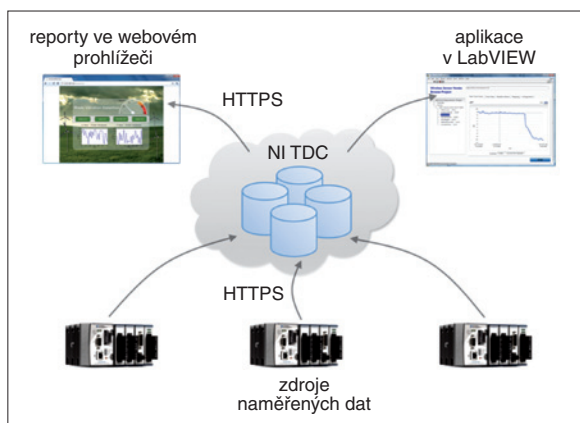 reporty ve webovém
prohlížeči
aplikace
v LabVIEW
HTTPS
NI TDC
HTTPS
zdroje
naměřených dat